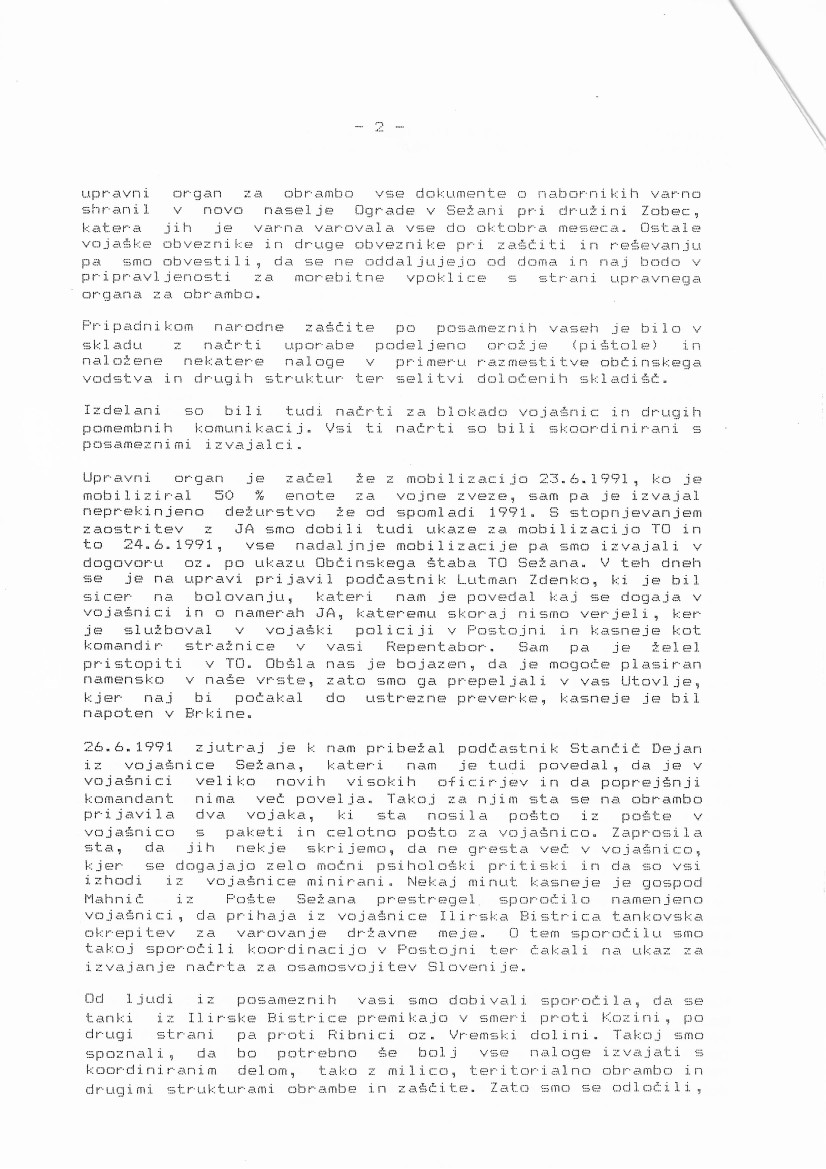 - 2 -
upravni organ za obrambo vse dokumente o nabornikih varno
shranil v novo naselje Ograde v Sežani pri družini Zobec,
katera jih je varna varovala vse do oktobra meseca. Ostale
vojaške obveznike in druge obveznike pri zaščiti in reševanju
pa smo obvestili, da se ne oddaljujejo od doma in naj bodo v
pripravljenosti za morebitne vpoklice s strani upravnega
organa za obrambo.
Pripadnikom narodne zaščite po posameznih vaseh je bilo v
skladu z načrti uporabe podeljeno orožje (pištole) in
naložene nekatere naloge v primeru razmestitve občinskega
vodstva in drugih struktur ter selitvi določenih skladišč.
Izdelani so bili tudi načrti za blokado vojašnic in drugih
pomembnih komunikacij. Vsi ti načrti so bili skoordinirani s
posameznimi izvajalci.
Upravni organ je začel že z mobilizacijo 23.6.1991, ko je
mobiliziral 50 % enote za vojne zveze, sam pa je izvajal
neprekinjeno dežurstvo že od spomladi 1991. S stopnjevanjem
zaostritev z JA smo dobili tudi ukaze za mobilizacijo TO in
to 24.6.1991, vse nadaljnje mobilizacije pa smo izvajali v
dogovoru oz. po ukazu Občinskega štaba TO Sežana. V teh dneh
se je na upravi prijavil podčastnik Lutman Zdenko, ki je bil
sicer na bolovanju, kateri nam je povedal kaj se dogaja v
vojašnici in o namerah JA, kateremu skoraj nismo verjeli, ker
je služboval v vojaški policiji v Postojni in kasneje kot
komandir stražnice v vasi Repentabor. Sam pa je želel
pristopiti v TO. Obšla nas je bojazen, da je mogoče plasiran
namensko v naše vrste, zato smo ga prepeljali v vas Utovlje,
kjer naj bi počakal do ustrezne preverke, kasneje je bil
napoten v Brkine.
26.6.1991 zjutraj je k nam pribežal podčastnik Stančič Dejan
iz vojašnice Sežana, kateri nam je tudi povedal, da je v
vojašnici veliko novih visokih oficirjev in da poprejšnji
komandant nima več povelja. Takoj za njim sta se na obrambo
prijavila dva vojaka, ki sta nosila pošto iz pošte v
vojašnico s paketi in celotno pošto za vojašnico. Zaprosila
sta, da jih nekje skrijemo, da ne gresta več v vojašnico,
kjer se dogajajo zelo močni psihološki pritiski in da so vsi
izhodi iz vojašnice minirani. Nekaj minut kasneje je gospod
Mahnič iz Pošte Sežana prestregel sporočilo namenjeno
vojašnici, da prihaja iz vojašnice Ilirska Bistrica tankovska
okrepitev za varovanje državne meje. O tem sporočilu smo
takoj sporočili koordinacijo v Postojni ter čakali na ukaz za
izvajanje načrta za osamosvojitev Slovenije.
Od ljudi iz posameznih vasi smo dobivali sporočila, da se
tanki iz Ilirske Bistrice premikajo v smeri proti Kozini, po
drugi strani pa proti Ribnici oz. Vremski dolini. Takoj smo
spoznali, da bo potrebno še bolj vse naloge izvajati s
koordiniranim delom, tako z milico, teritorialno obrambo in
drugimi strukturami obrambe in zaščite. Zato smo se odločili,